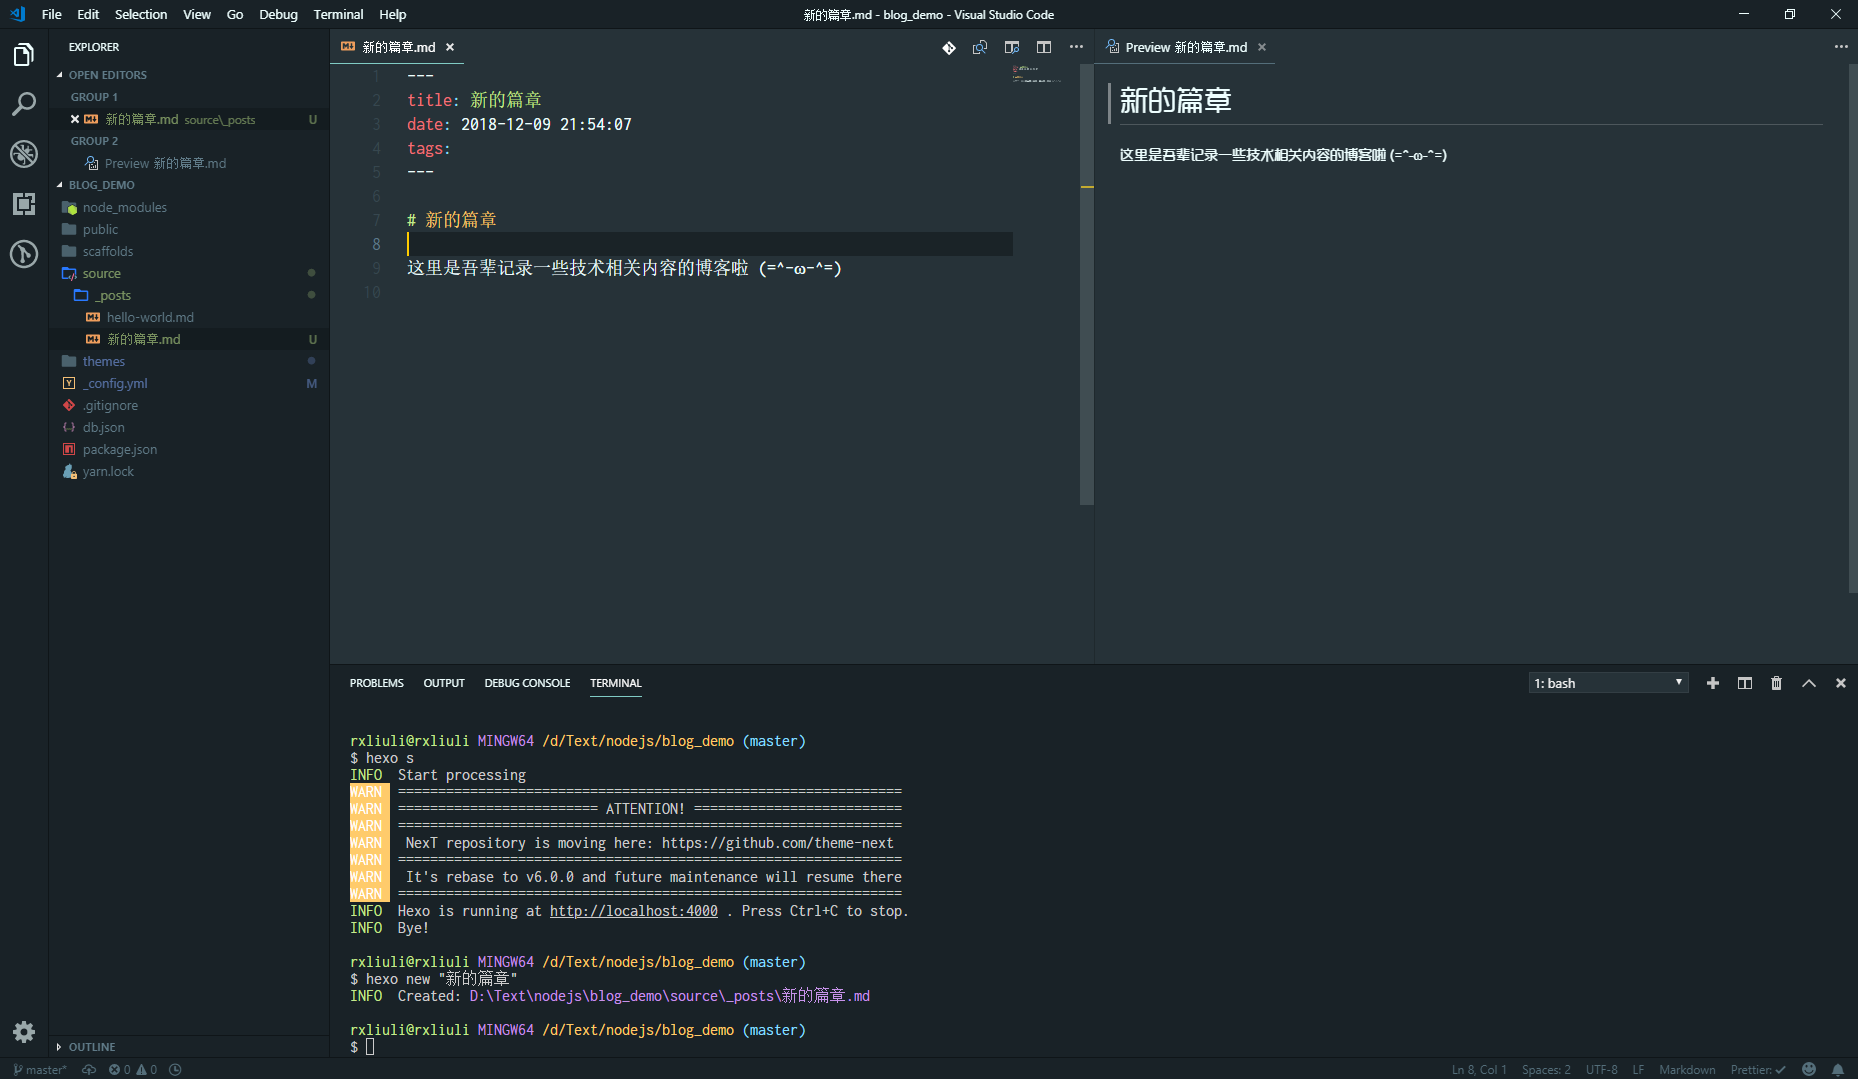 File Edit Selection View Go Debug Terminal Help
新的篇章.md - blog_demo - Visual Studio Code
EXPLORER
OPEN EDITORS
GROUP 1
新的篇章.md source\_posts U
GROUP 2
Preview 新的篇章.md
BLOG_DEMO
node_modules
public
scaffolds
source
_posts
hello-world.md
新的篇章.md U
themes
_config.yml M
.gitignore
db.json
package.json
yarn.lock
OUTLINE
新的篇章.md
1 ---
2 title: 新的篇章
3 date: 2018-12-09 21:54:07
4 tags:
5 ---
6
7 # 新的篇章
8
9 这里是吾辈记录一些技术相关内容的博客啦 (=^-ω-^=)
10
Preview 新的篇章.md
新的篇章
这里是吾辈记录一些技术相关内容的博客啦 (=^-ω-^=)
PROBLEMS OUTPUT DEBUG CONSOLE TERMINAL
1: bash
rxliuli@rxliuli MINGW64 /d/Text/nodejs/blog_demo (master)
$ hexo s
INFO Start processing
WARN ===============================================================
WARN ========================= ATTENTION! ==========================
WARN ===============================================================
WARN NexT repository is moving here: https://github.com/theme-next
WARN ===============================================================
WARN It's rebase to v6.0.0 and future maintenance will resume there
WARN ===============================================================
INFO Hexo is running at http://localhost:4000 . Press Ctrl+C to stop.
INFO Bye!
rxliuli@rxliuli MINGW64 /d/Text/nodejs/blog_demo (master)
$ hexo new "新的篇章"
INFO Created: D:\Text\nodejs\blog_demo\source\_posts\新的篇章.md
rxliuli@rxliuli MINGW64 /d/Text/nodejs/blog_demo (master)
$
master* 0 0
Ln 8, Col 1 Spaces: 2 UTF-8 LF Markdown Prettier: ✓